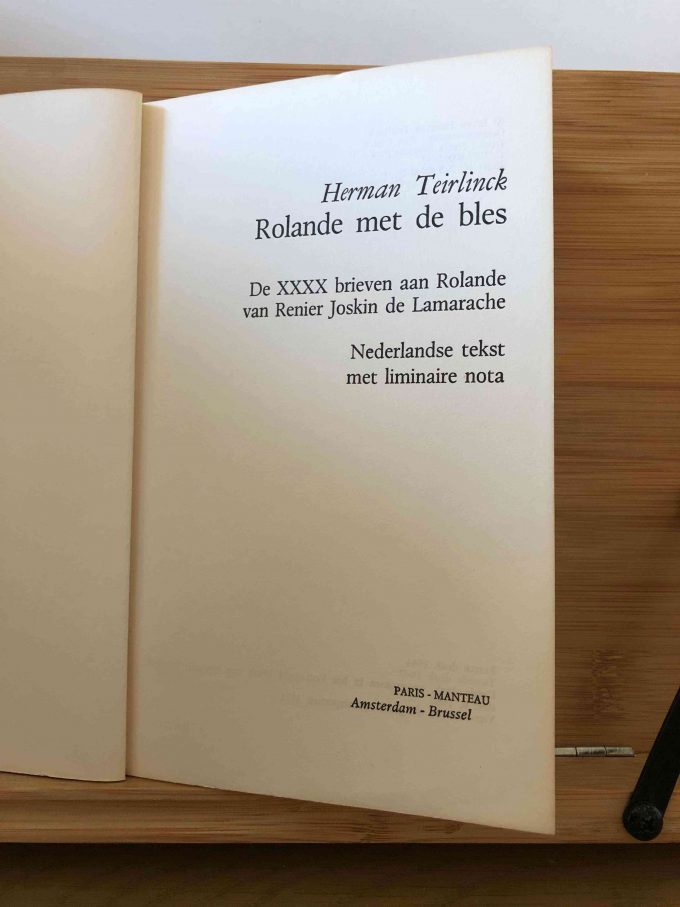 Herman Teirlinck
Rolande met de bles
De XXXX brieven aan Rolande
van Renier Joskin de Lamarache
Nederlandse tekst
met liminaire nota
PARIS - MANTEAU
Amsterdam - Brussel